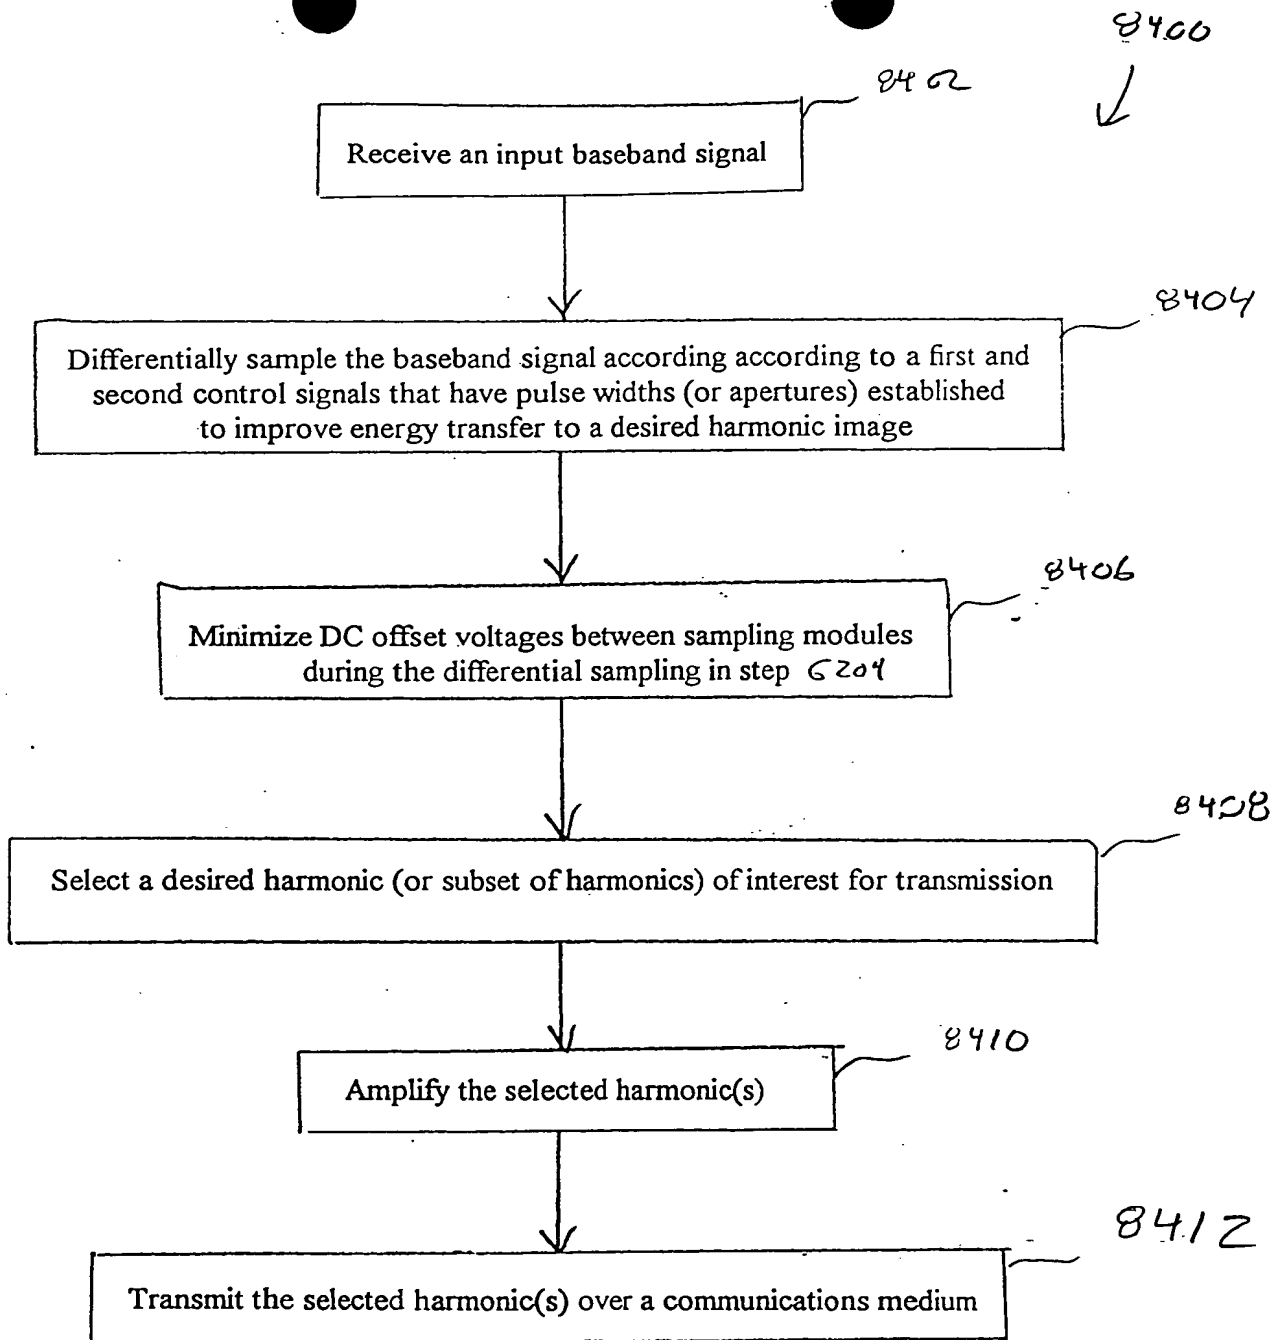 8400
8402
Receive an input baseband signal
8404
Differentially sample the baseband signal according according to a first and
second control signals that have pulse widths (or apertures) established
to improve energy transfer to a desired harmonic image
8406
Minimize DC offset voltages between sampling modules
during the differential sampling in step 6204
8408
Select a desired harmonic (or subset of harmonics) of interest for transmission
8410
Amplify the selected harmonic(s)
8412
Transmit the selected harmonic(s) over a communications medium